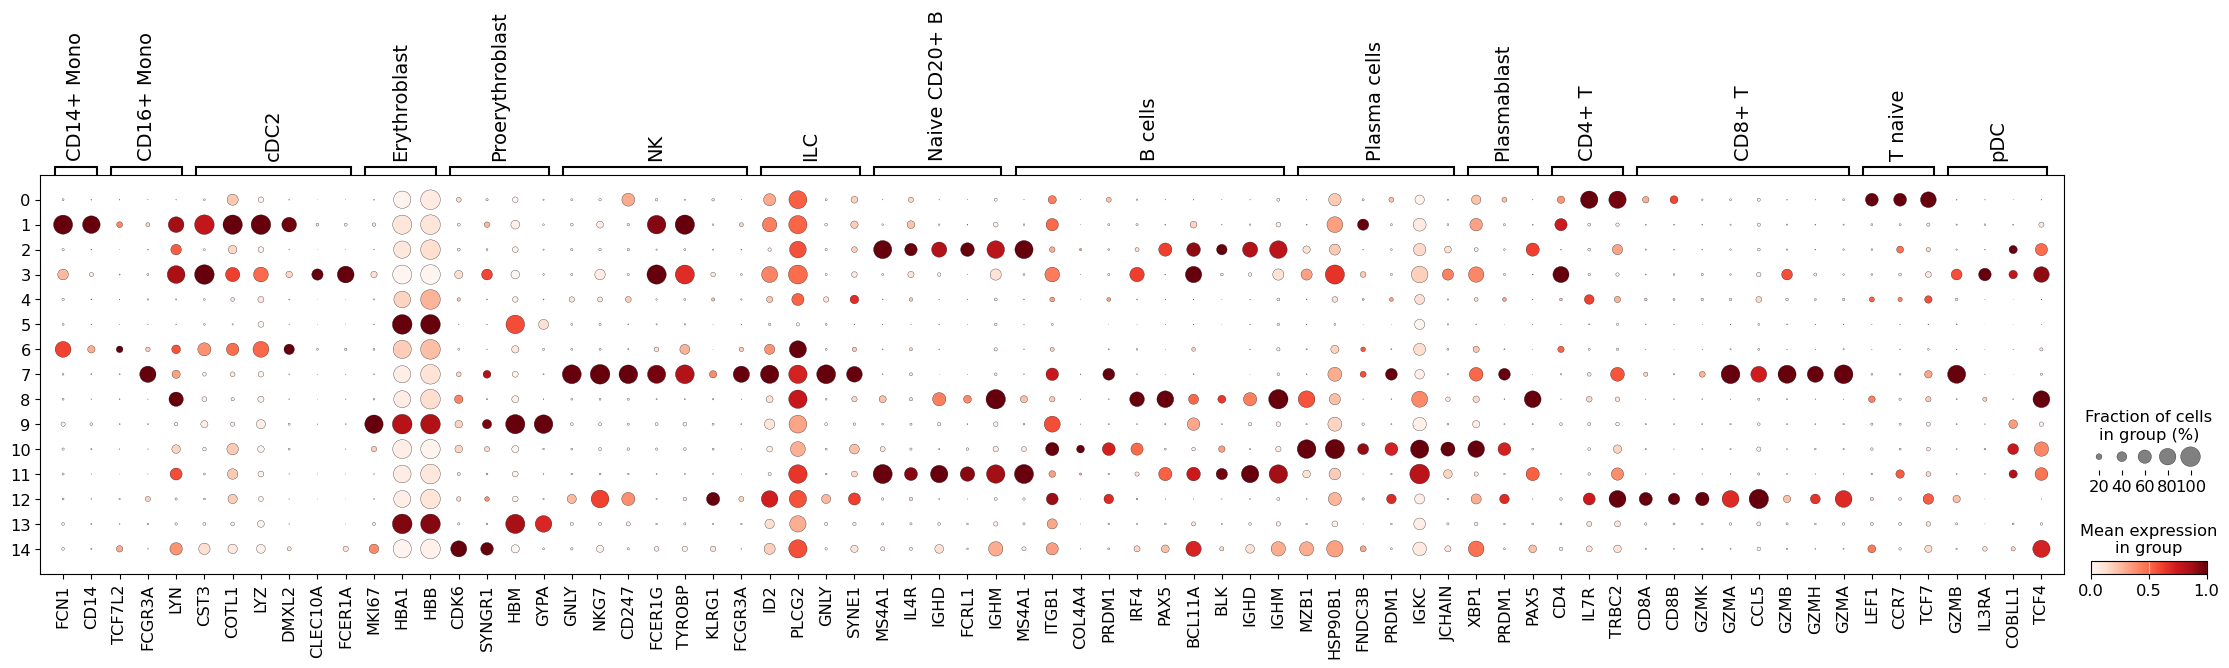 CD14+ Mono
CD16+ Mono
cDC2
Erythroblast
Proerythroblast
NK
ILC
Naive CD20+ B
B cells
Plasma cells
Plasmablast
CD4+ T
CD8+ T
T naive
pDC
0
1
2
3
4
5
6
7
8
9
10
11
12
13
14
FCN1
CD14
TCF7L2
FCGR3A
LYN
CST3
COTL1
LYZ
DMXL2
CLEC10A
FCER1A
MKI67
HBA1
HBB
CDK6
SYNGR1
HBM
GYPA
GNLY
NKG7
CD247
FCER1G
TYROBP
KLRG1
FCGR3A
ID2
PLCG2
GNLY
SYNE1
MS4A1
IL4R
IGHD
FCRL1
IGHM
MS4A1
ITGB1
COL4A4
PRDM1
IRF4
PAX5
BCL11A
BLK
IGHD
IGHM
MZB1
HSP90B1
FNDC3B
PRDM1
IGKC
JCHAIN
XBP1
PRDM1
PAX5
CD4
IL7R
TRBC2
CD8A
CD8B
GZMK
GZMA
CCL5
GZMB
GZMH
GZMA
LEF1
CCR7
TCF7
GZMB
IL3RA
COBLL1
TCF4
Fraction of cells
in group (%)
20 40 60 80100
Mean expression
in group
0.0 0.5 1.0